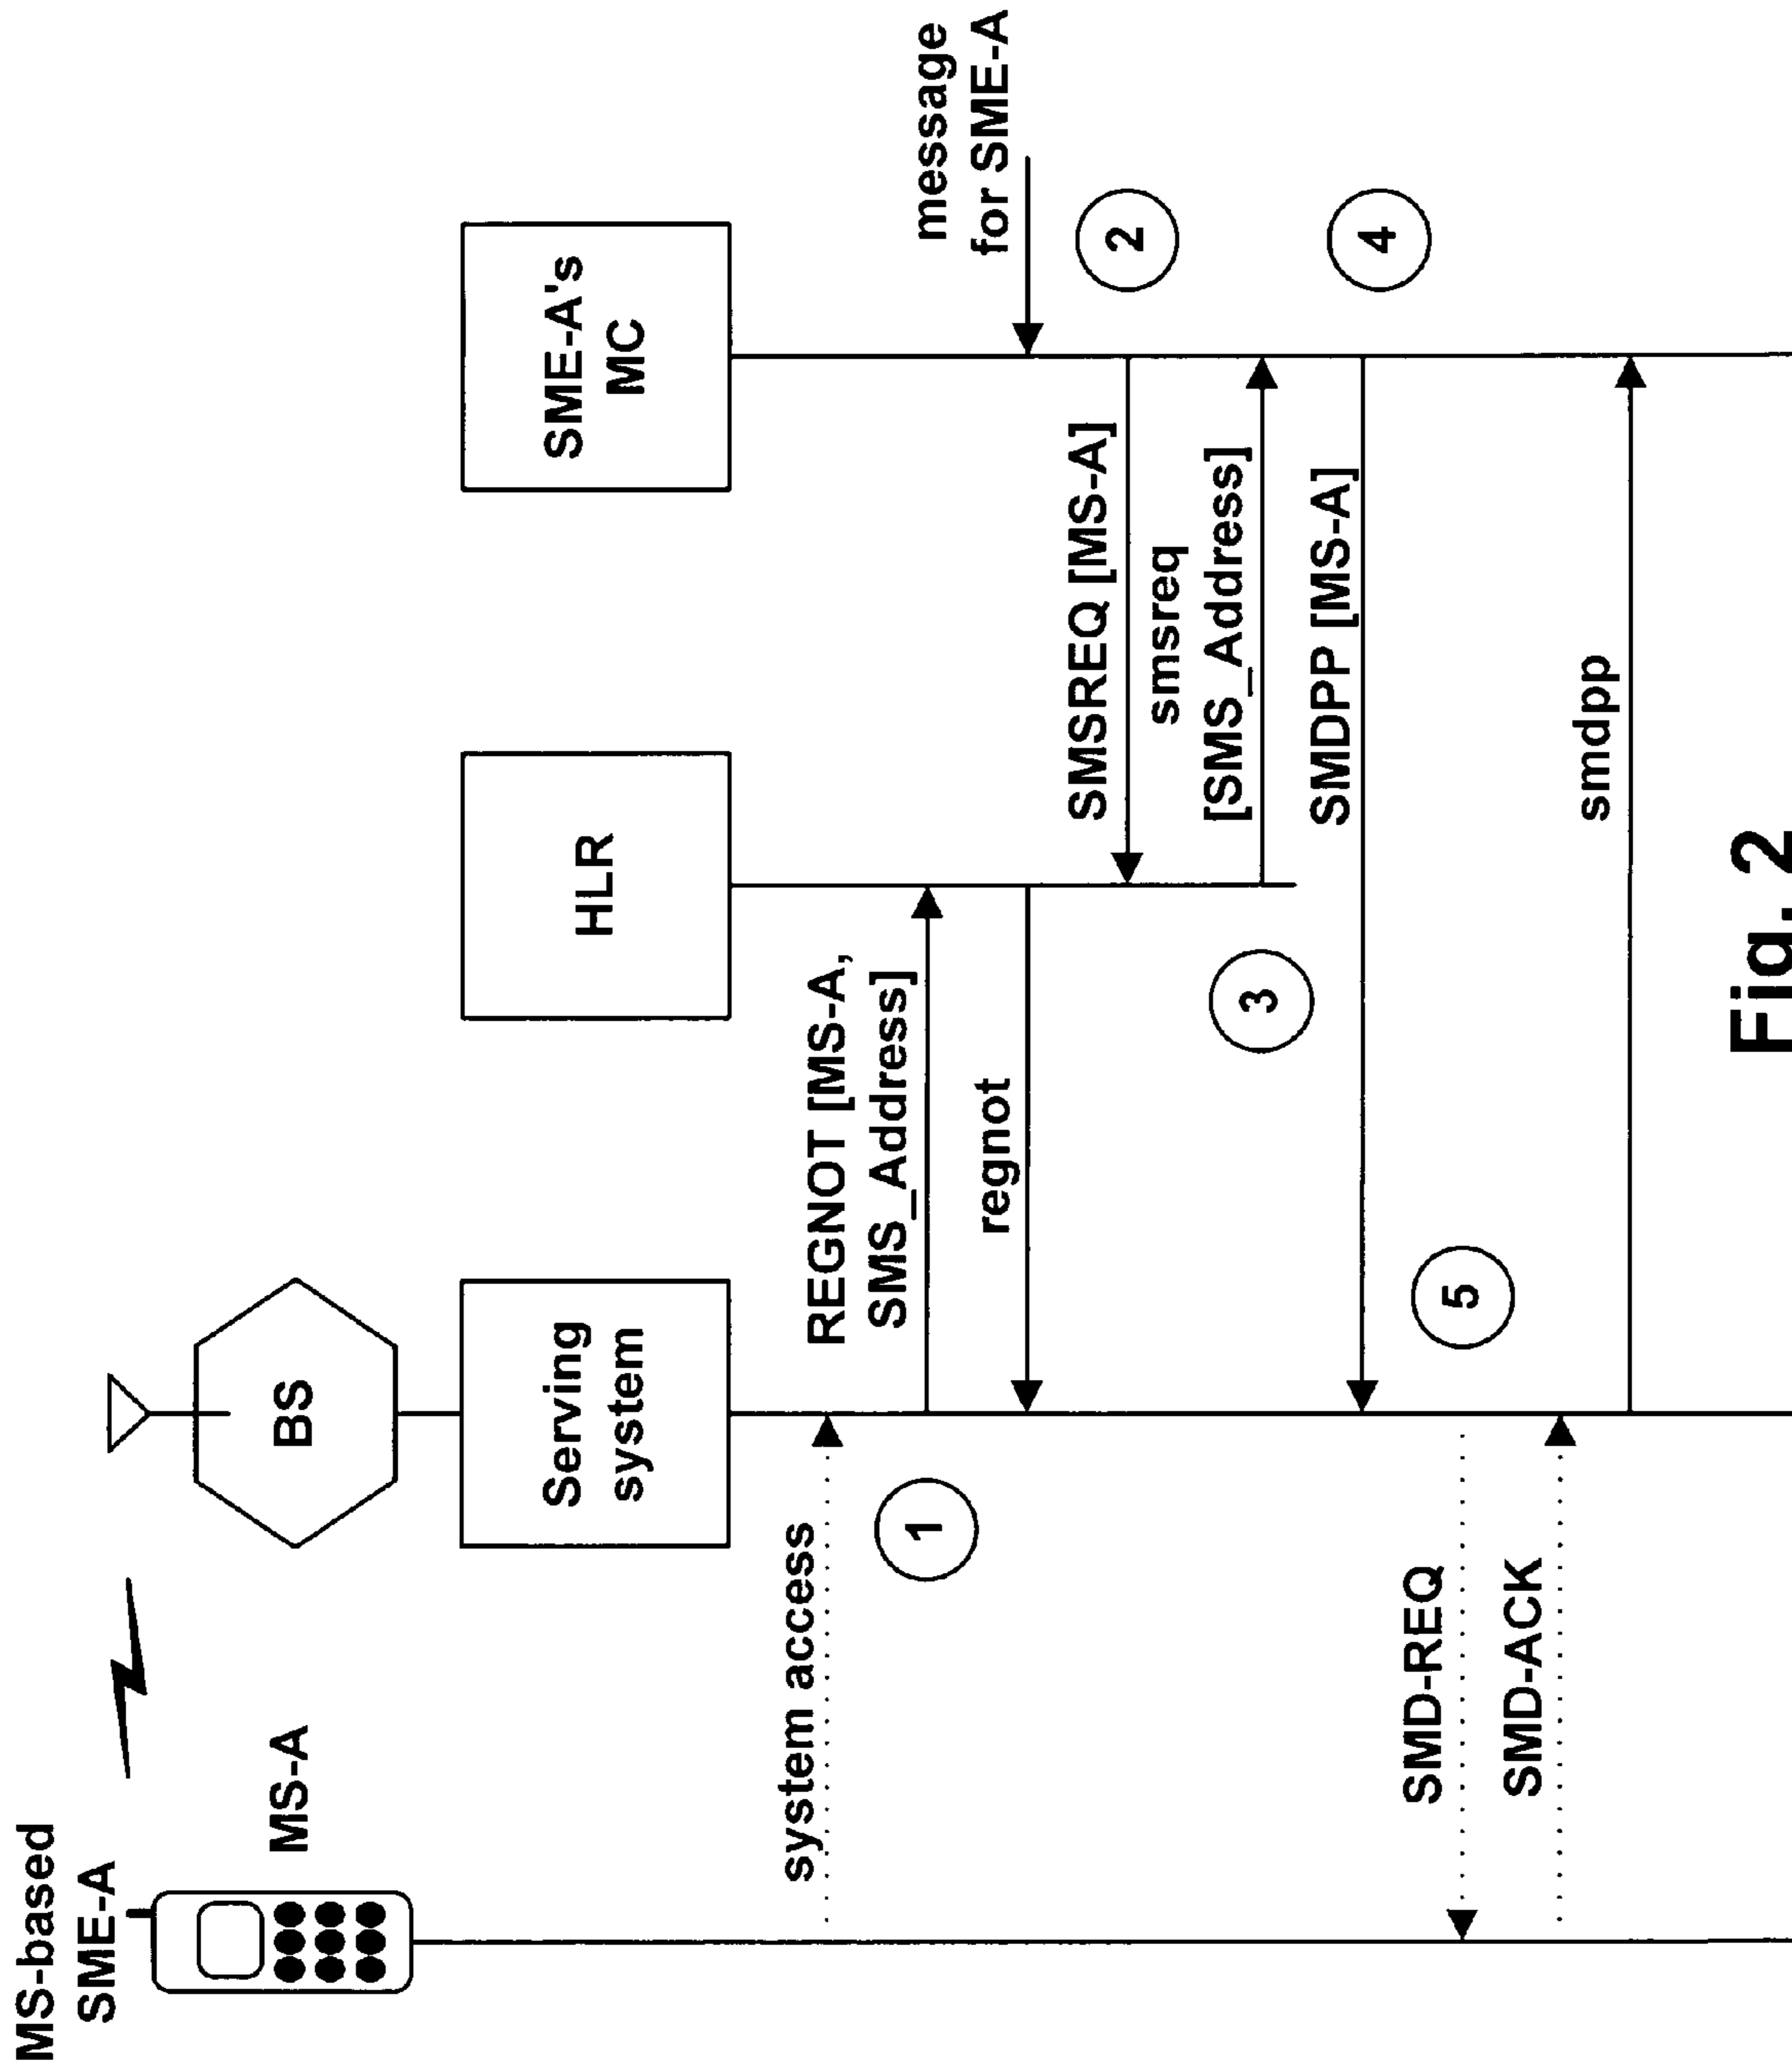 MS-based
SME-A
MS-A
BS
Serving
system
HLR
SME-A's
MC
system access
1
REGNOT [MS-A,
SMS_Address]
regnot
message
for SME-A
2
SMSREQ [MS-A]
smsreq
[SMS_Address]
3
SMDPP [MS-A]
4
5
SMD-REQ
SMD-ACK
smdpp
Fig. 2